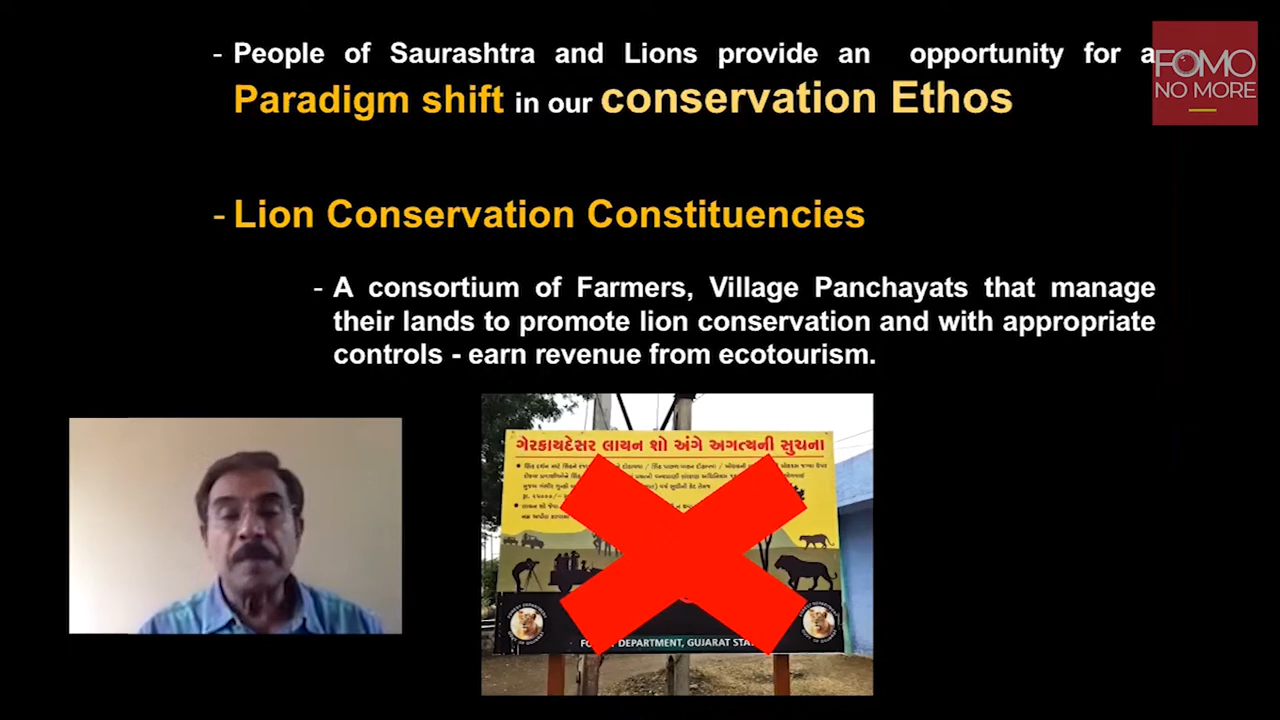 - People of Saurashtra and Lions provide an opportunity for a
Paradigm shift in our conservation Ethos
FOMO
NO MORE
- Lion Conservation Constituencies
- A consortium of Farmers, Village Panchayats that manage
their lands to promote lion conservation and with appropriate
controls - earn revenue from ecotourism.
ગેરકાયદેસર લાયન શો અંગે અગત્યની સુચના
DEPARTMENT, GUJARAT